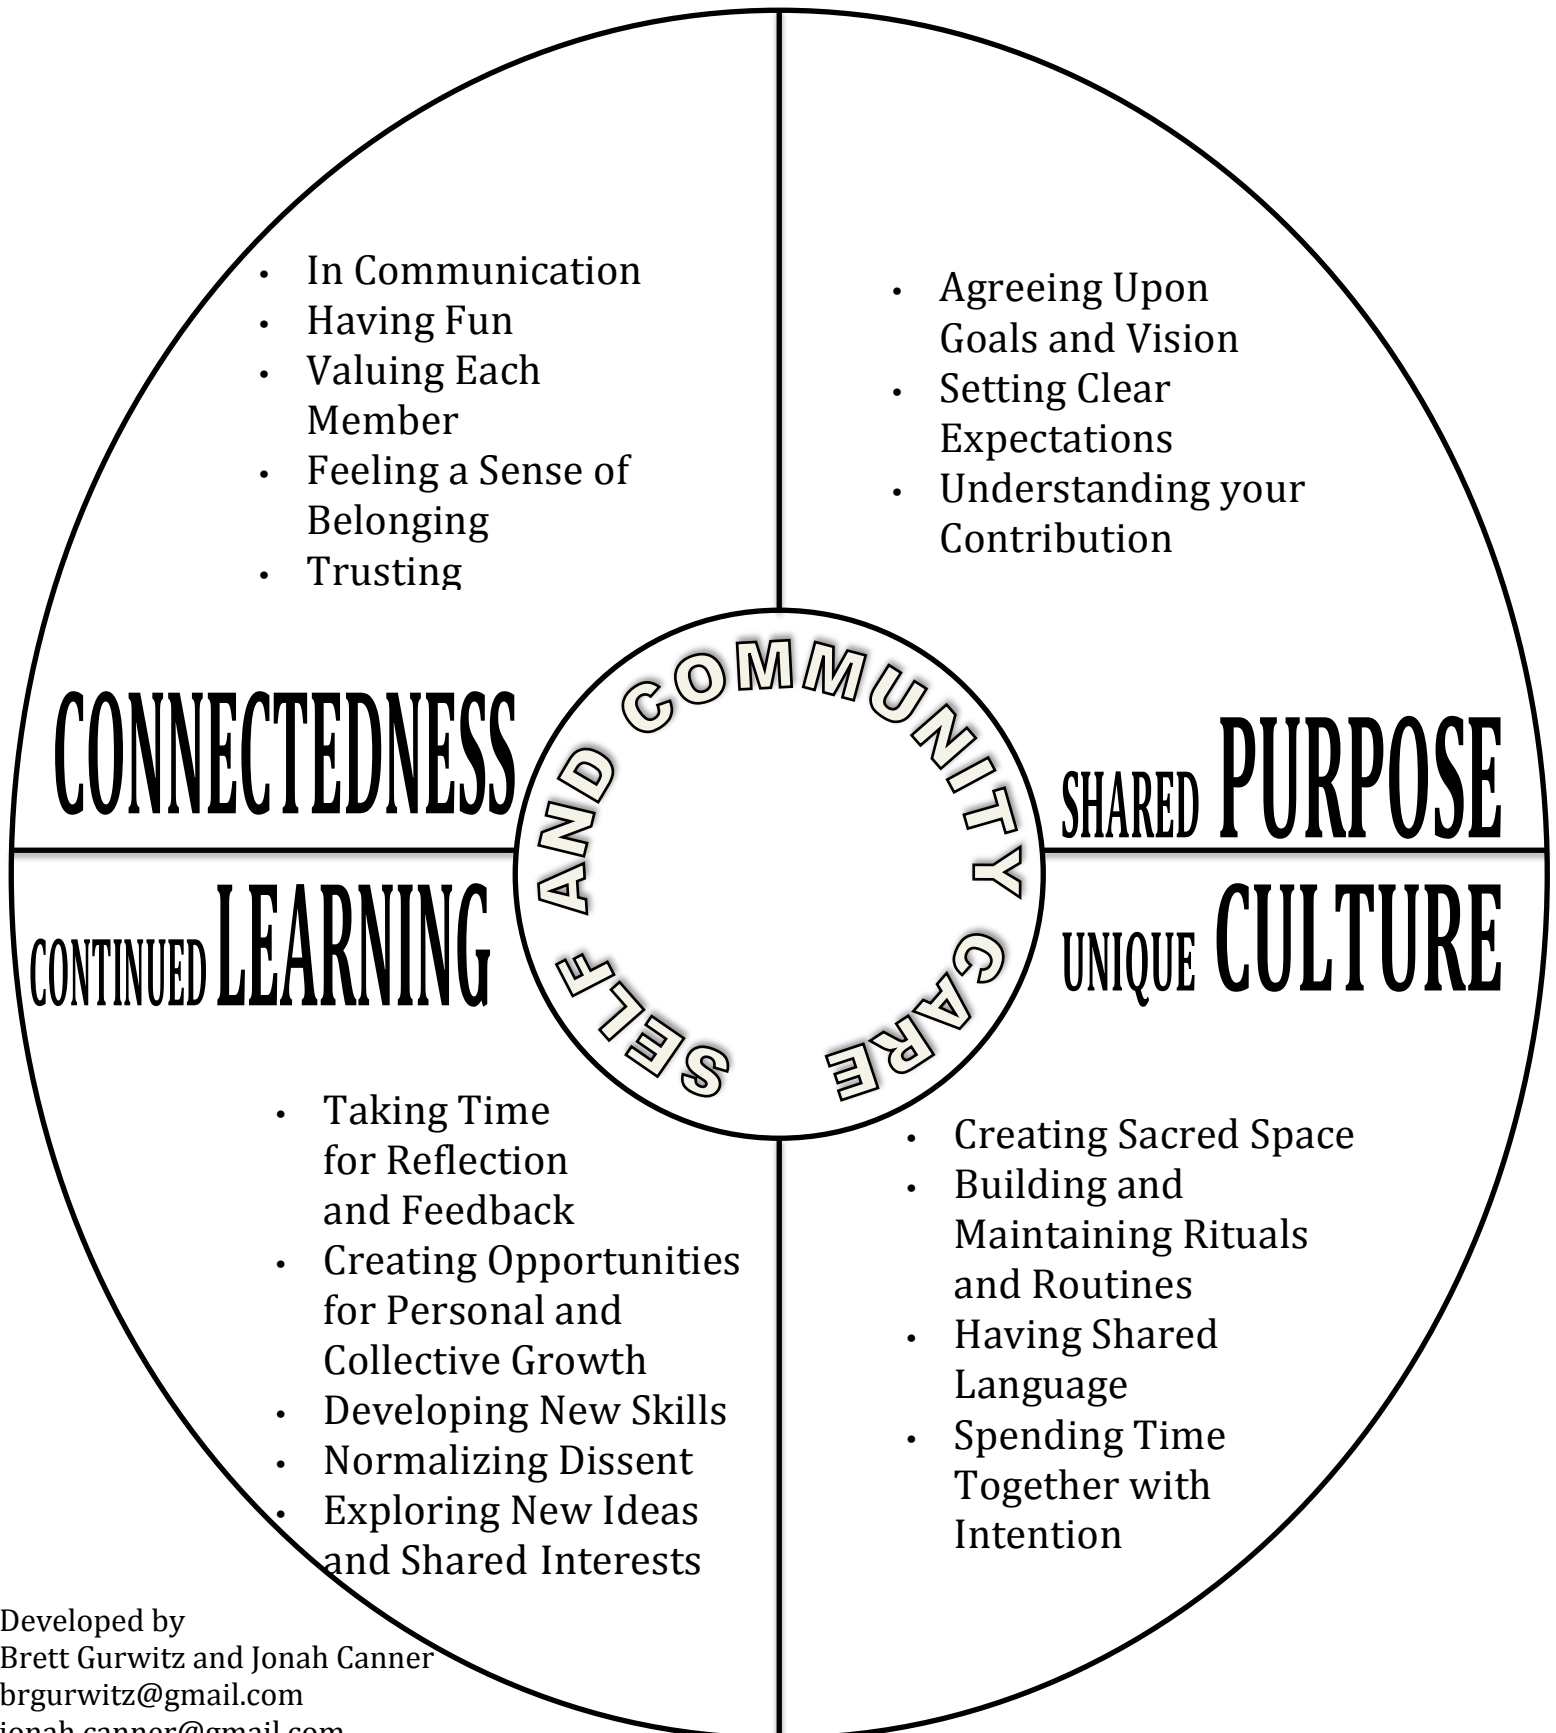 • In Communication
• Having Fun
• Valuing Each
Member
• Feeling a Sense of
Belonging
• Trusting
CONNECTEDNESS
• Agreeing Upon
Goals and Vision
• Setting Clear
Expectations
• Understanding your
Contribution
SHARED PURPOSE
SELF AND COMMUNITY CARE
CONTINUED LEARNING
• Taking Time
for Reflection
and Feedback
• Creating Opportunities
for Personal and
Collective Growth
• Developing New Skills
• Normalizing Dissent
• Exploring New Ideas
and Shared Interests
UNIQUE CULTURE
• Creating Sacred Space
• Building and
Maintaining Rituals
and Routines
• Having Shared
Language
• Spending Time
Together with
Intention
Developed by
Brett Gurwitz and Jonah Canner
brgurwitz@gmail.com
jonah.canner@gmail.com